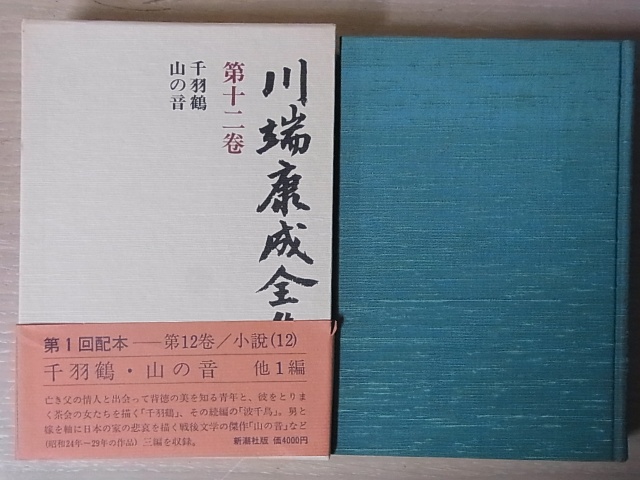 川端康成全集
第十二巻
千羽鶴
山の音
第1回配本──第12巻/小説(12)
千羽鶴・山の音 他1編
亡き父の情人と出会って背徳の美を知る青年と、彼をとりま
く茶会の女たちを描く「千羽鶴」、その続編の「波千鳥」。男と
嫁を軸に日本の家の悲哀を描く戦後文学の傑作「山の音」など
(昭和24年〜29年の作品)三編を収録。
新潮社版 価4000円